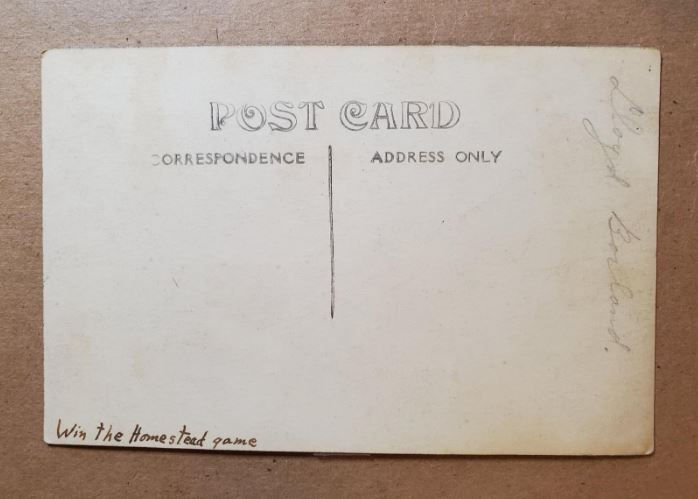 POST CARD
CORRESPONDENCE
ADDRESS ONLY
Lloyd Borland.
Win the Homestead game